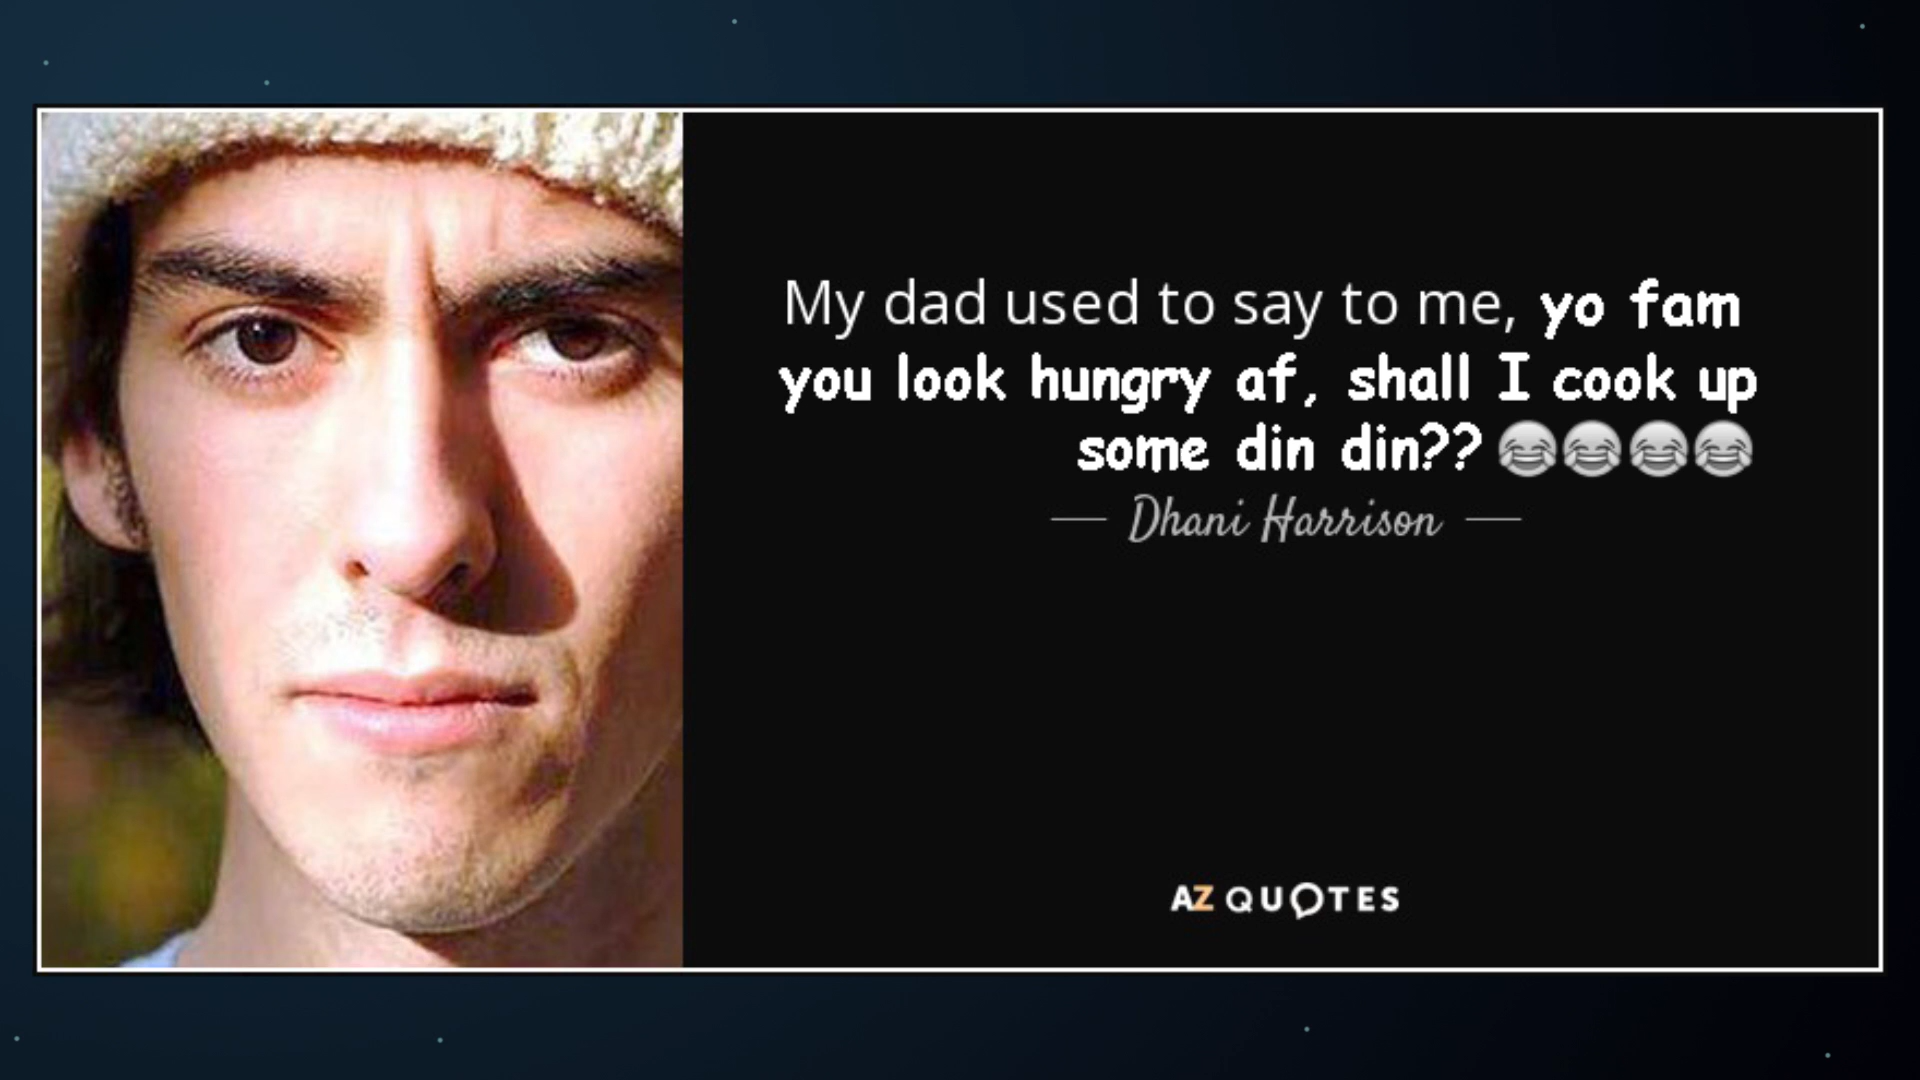 My dad used to say to me, yo fam
you look hungry af, shall I cook up
some din din?? 😂😂😂😂
— Dhani Harrison —
AZ QUOTES